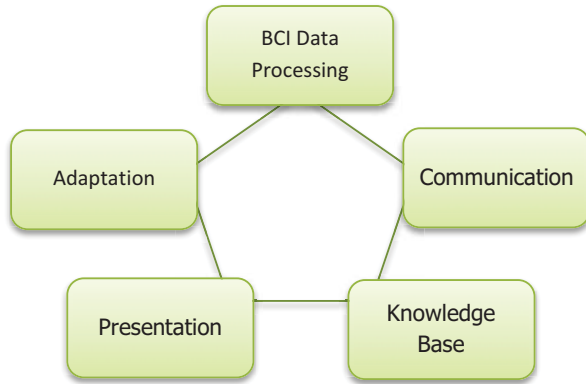 BCI Data
Processing
Adaptation
Communication
Presentation
Knowledge
Base